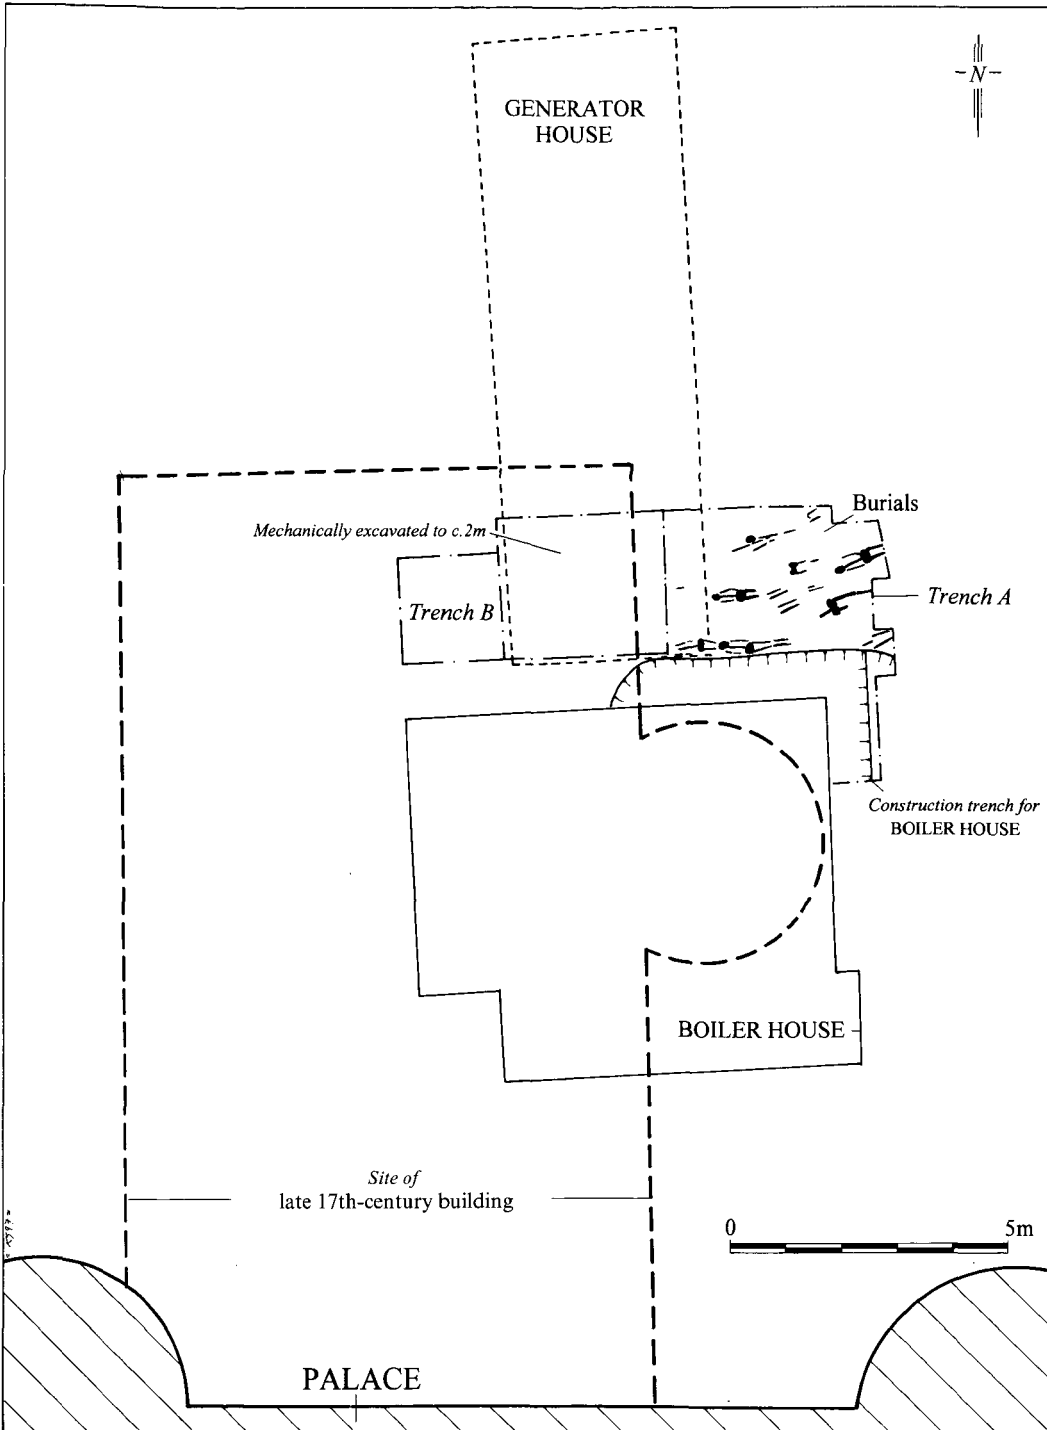 N
GENERATOR
HOUSE
Burials
Mechanically excavated to c.2m
Trench B
Trench A
Construction trench for
BOILER HOUSE
BOILER HOUSE
Site of
late 17th-century building
0 5m
PALACE